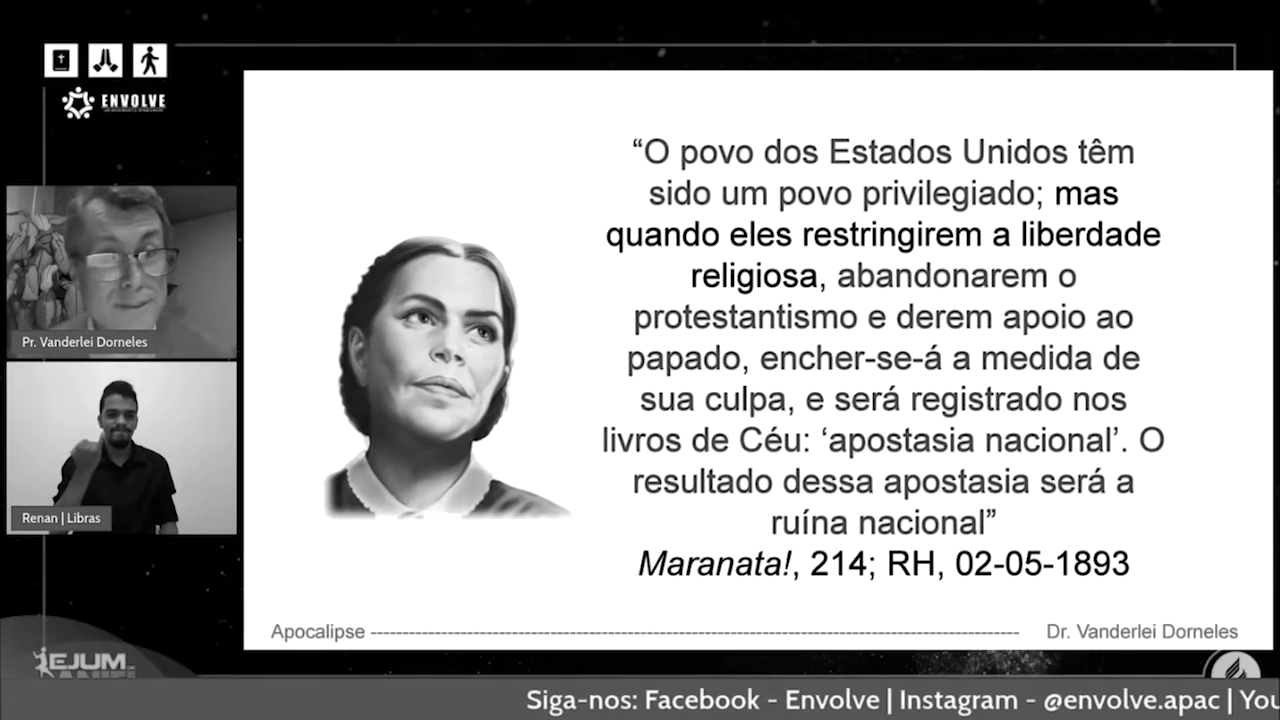 ENVOLVE
“O povo dos Estados Unidos têm
sido um povo privilegiado; mas
quando eles restringirem a liberdade
religiosa, abandonarem o
protestantismo e derem apoio ao
papado, encher-se-á a medida de
sua culpa, e será registrado nos
livros de Céu: ‘apostasia nacional’. O
resultado dessa apostasia será a
ruína nacional”
Maranata!, 214; RH, 02-05-1893
Pr. Vanderlei Dorneles
Renan | Libras
Apocalipse ---------------------------------------------------------------------------------------------------- Dr. Vanderlei Dorneles
EJUM
Siga-nos: Facebook - Envolve | Instagram - @envolve.apac | You